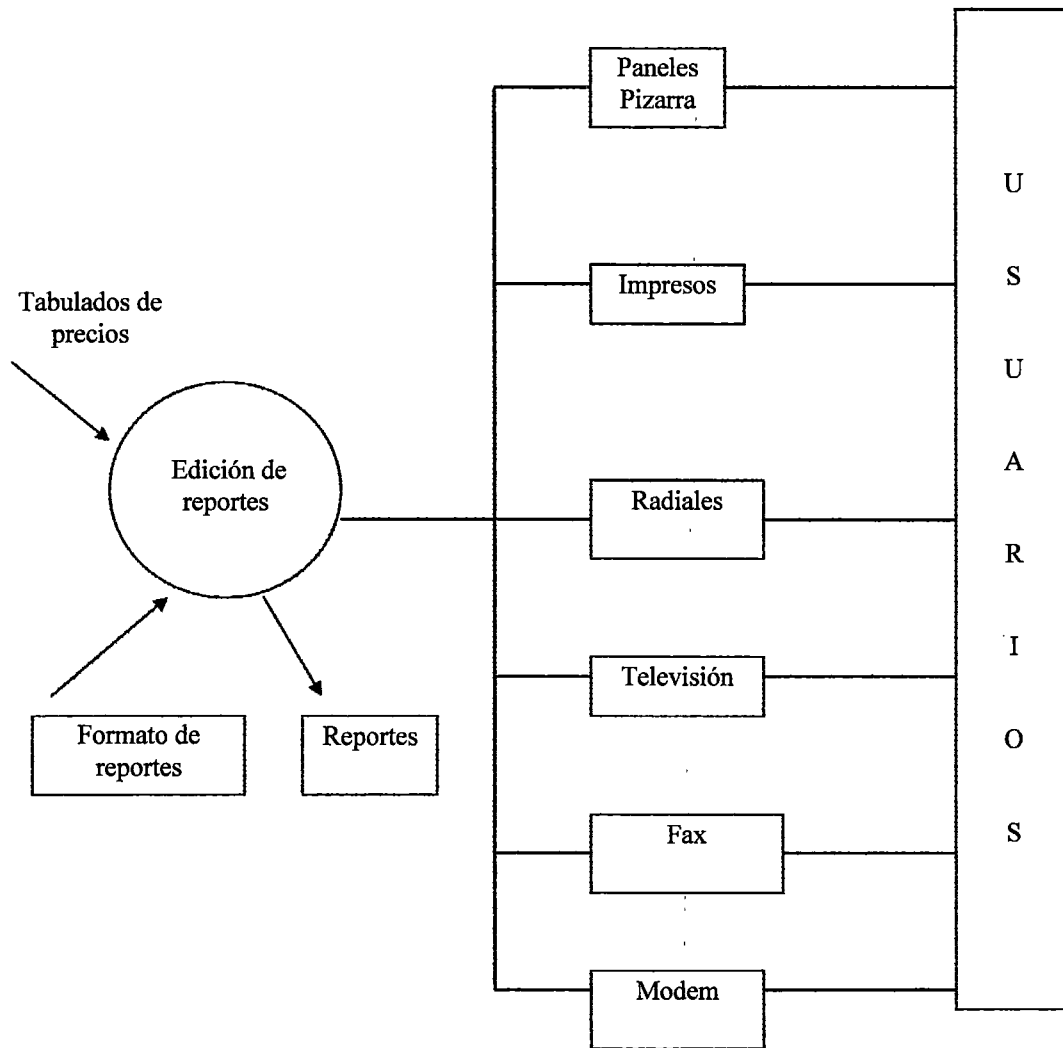 Paneles
Pizarra
Impresos
Tabulados de
precios
Edición de
reportes
Radiales
Televisión
Formato de
reportes
Reportes
Fax
Modem
U
S
U
A
R
I
O
S